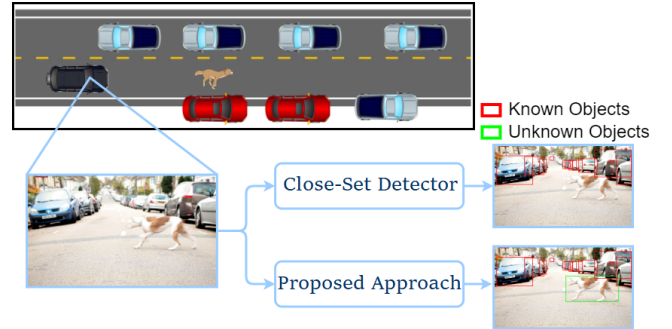 Known Objects
Unknown Objects
Close-Set Detector
Proposed Approach